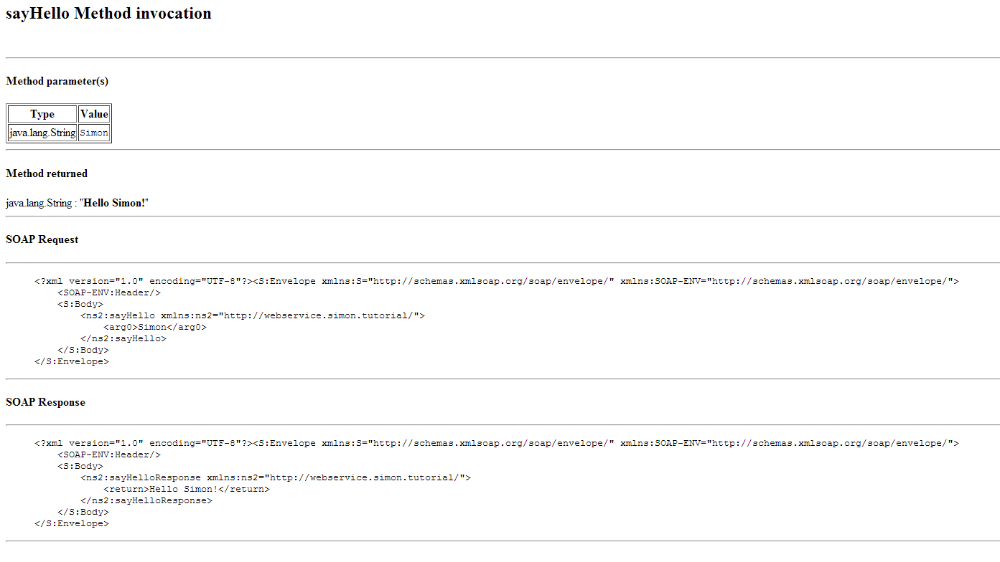 sayHello Method invocation
Method parameter(s)
Type Value
java.lang.String Simon
Method returned
java.lang.String : "Hello Simon!"
SOAP Request
<?xml version="1.0" encoding="UTF-8"?><S:Envelope xmlns:S="http://schemas.xmlsoap.org/soap/envelope/" xmlns:SOAP-ENV="http://schemas.xmlsoap.org/soap/envelope/">
<SOAP-ENV:Header/>
<S:Body>
<ns2:sayHello xmlns:ns2="http://webservice.simon.tutorial/">
<arg0>Simon</arg0>
</ns2:sayHello>
</S:Body>
</S:Envelope>
SOAP Response
<?xml version="1.0" encoding="UTF-8"?><S:Envelope xmlns:S="http://schemas.xmlsoap.org/soap/envelope/" xmlns:SOAP-ENV="http://schemas.xmlsoap.org/soap/envelope/">
<SOAP-ENV:Header/>
<S:Body>
<ns2:sayHelloResponse xmlns:ns2="http://webservice.simon.tutorial/">
<return>Hello Simon!</return>
</ns2:sayHelloResponse>
</S:Body>
</S:Envelope>